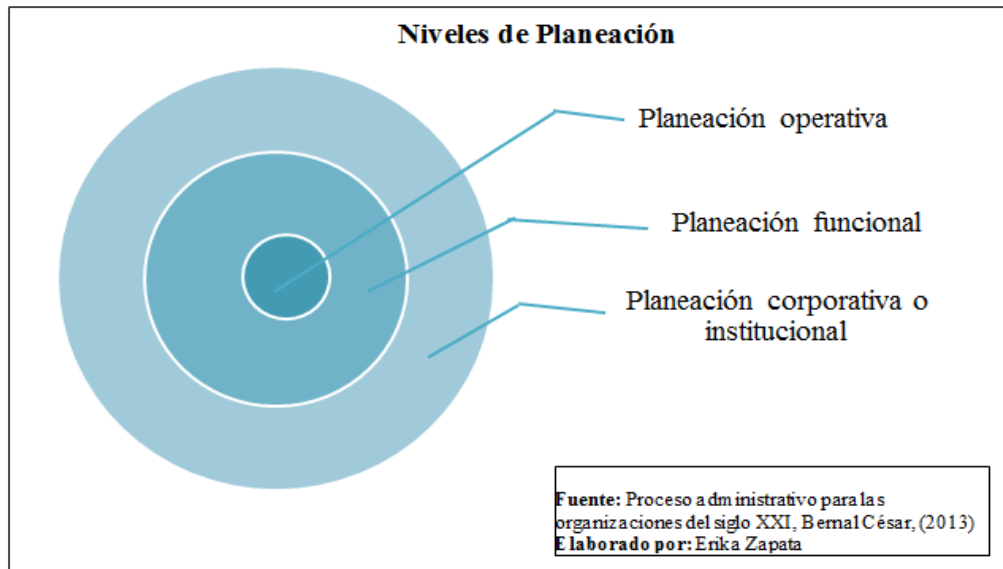 Niveles de Planeación
Planeación operativa
Planeación funcional
Planeación corporativa o
institucional
Fuente: Proceso administrativo para las
organizaciones del siglo XXI, Bernal César, (2013)
Elaborado por: Erika Zapata